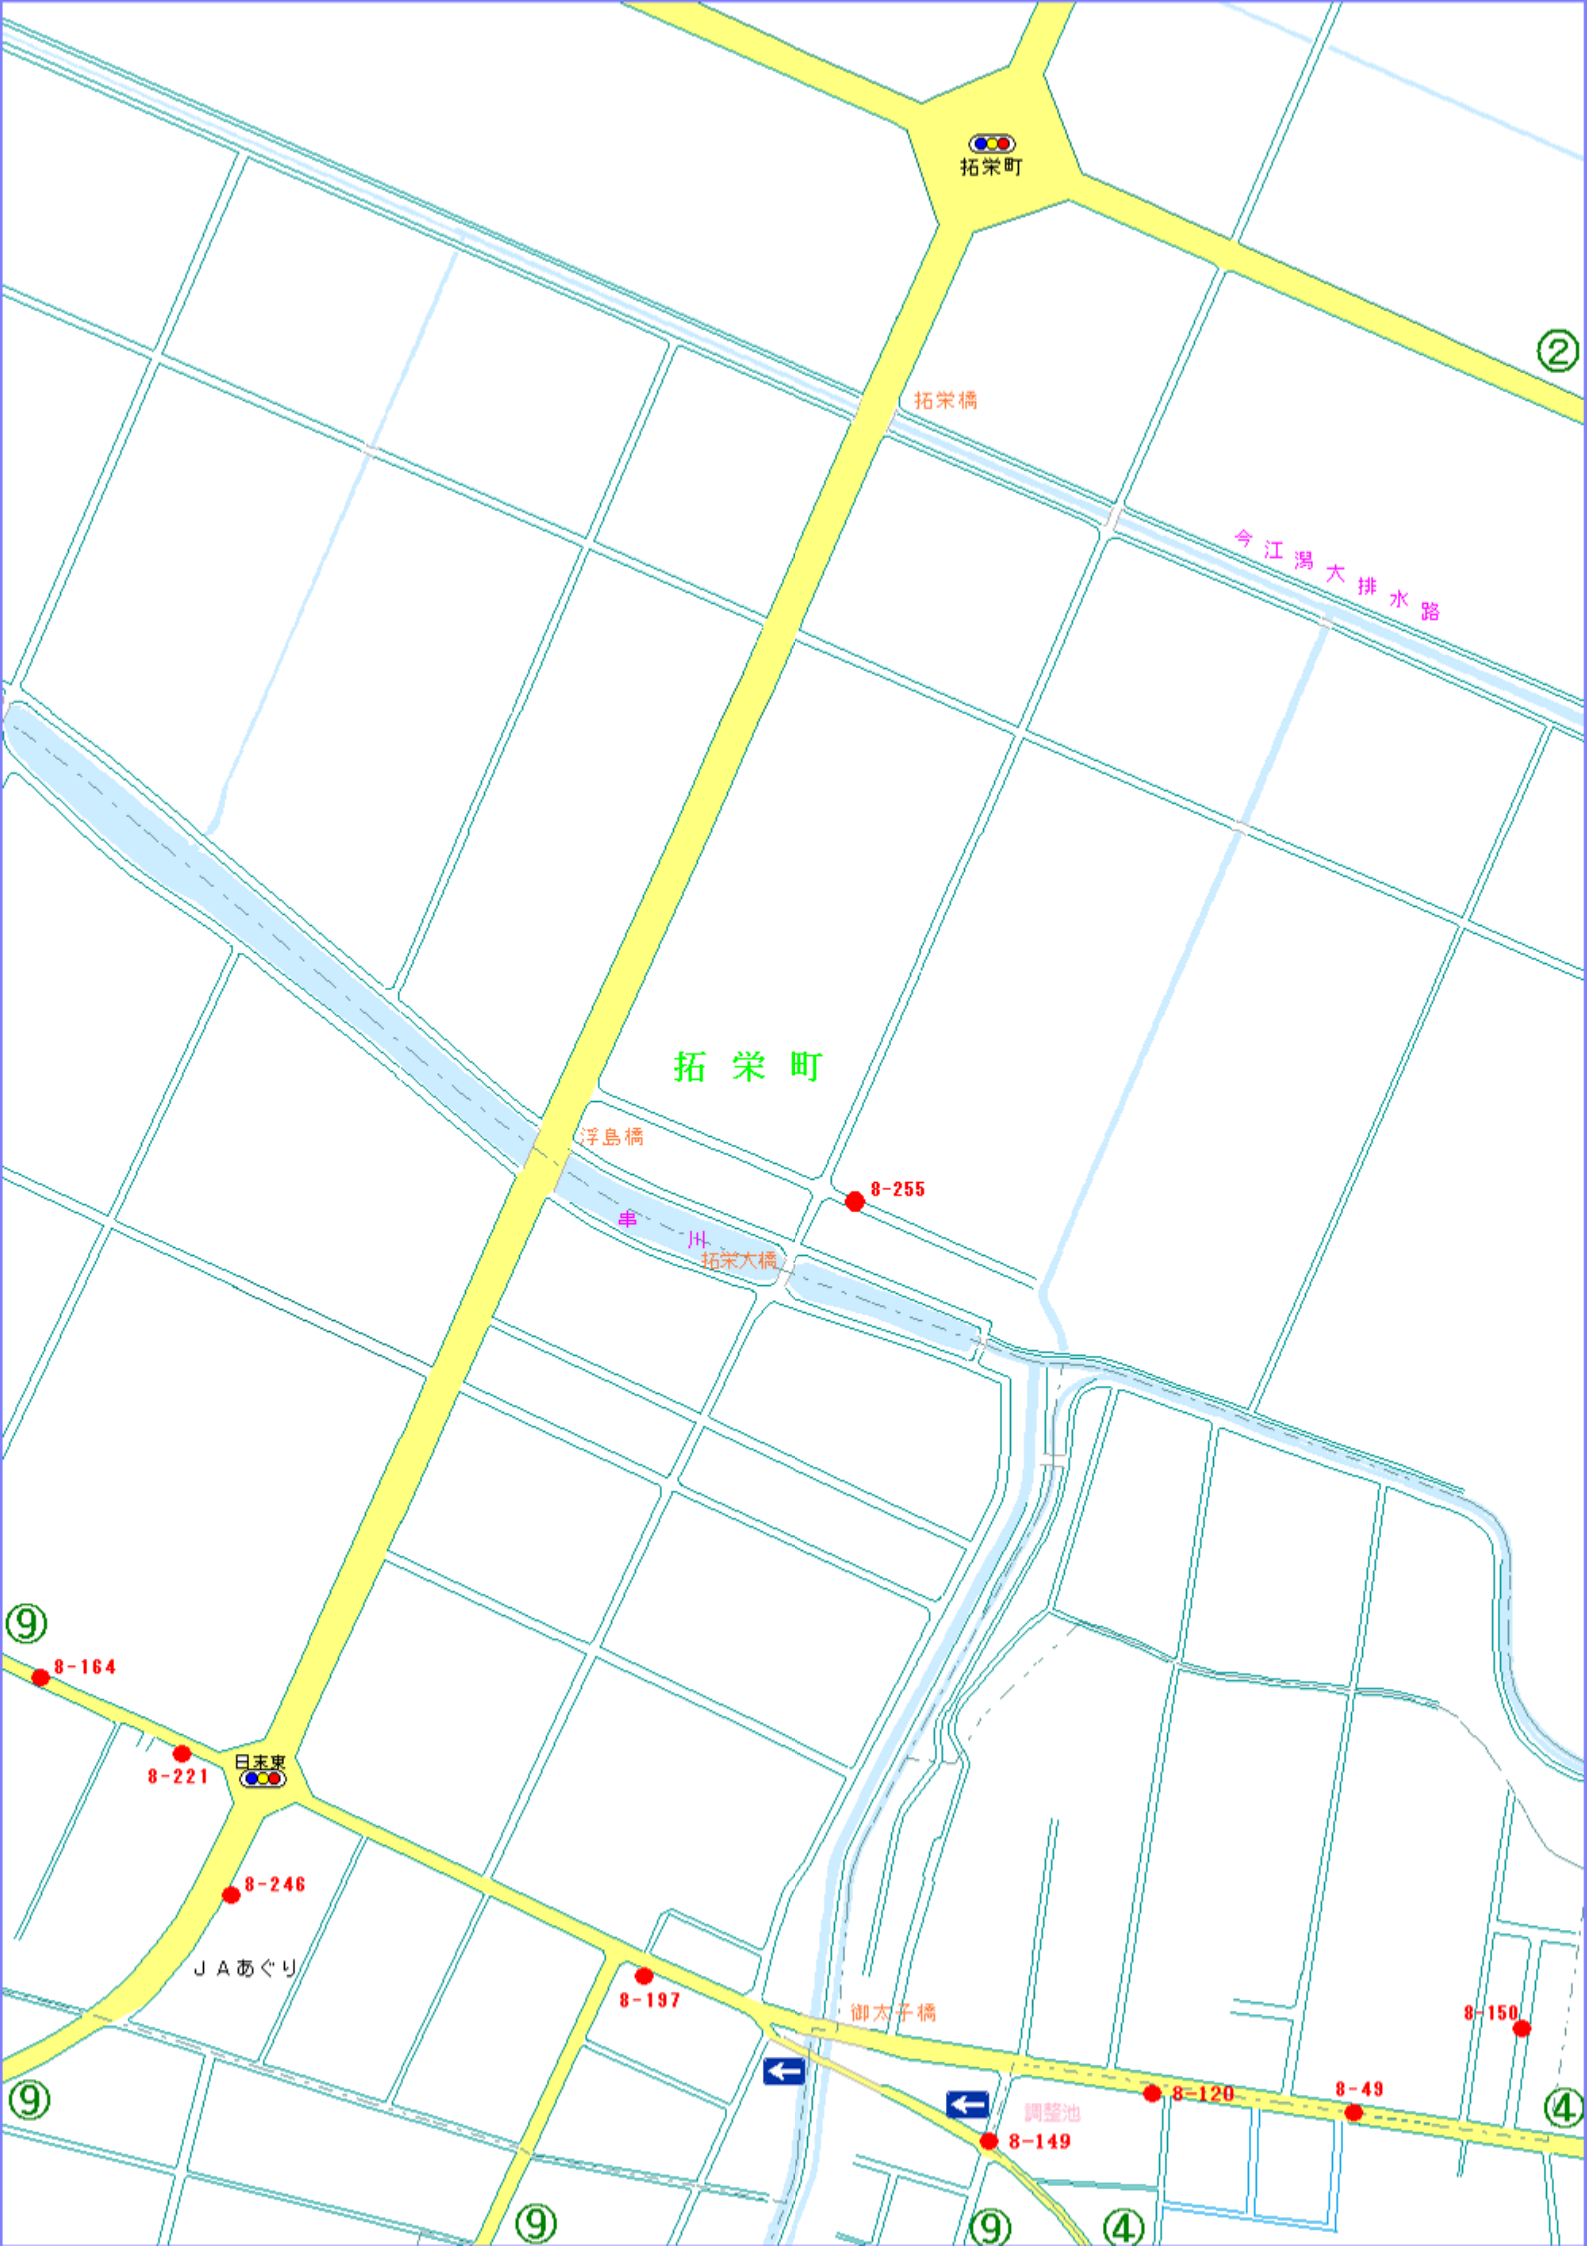 拓栄町
②
拓栄橋
今江潟大排水路
拓栄町
浮島橋
8-255
串川
拓栄大橋
⑨
8-164
8-221
日末東
8-246
JAあぐり
8-197
御太子橋
8-150
⑨
8-120
8-49
④
調整池
8-149
⑨
⑨
④